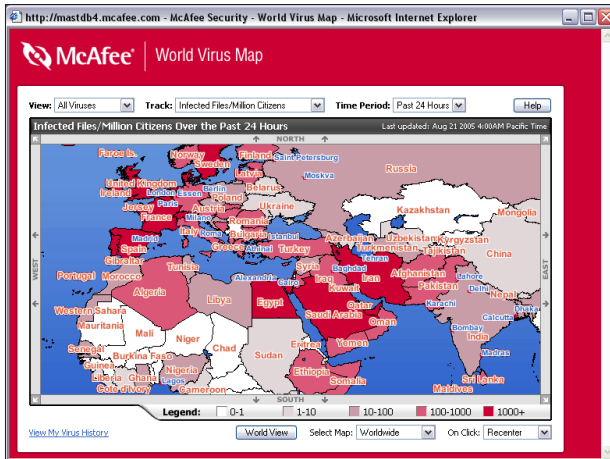 http://mastdb4.mcafee.com - McAfee Security - World Virus Map - Microsoft Internet Explorer
McAfee® World Virus Map
View: All Viruses Track: Infected Files/Million Citizens Time Period: Past 24 Hours Help
Infected Files/Million Citizens Over the Past 24 Hours Last updated: Aug 21 2005 4:00AM Pacific Time
NORTH
Faroe Is. Norway Finland Saint Petersburg
Sweden Russia
Latvia Moskva
United Kingdom Berlin Belarus
Ireland London Essen Poland
Jersey Paris Austria Ukraine Kazakhstan Mongolia
France Milano Romania
Madrid Italy Roma Bulgaria Istanbul Azerbaijan Uzbekistan Kyrgyzstan
Spain Greece Athinai Turkey Turkmenistan Tajikistan China
Gibraltar Tehran
WEST Portugal Morocco Tunisia Alexandria Cairo Syria Baghdad Iraq Iran Afghanistan Lahore EAST
Algeria Libya Egypt Kuwait Pakistan Delhi Nepal
Western Sahara Saudi Arabia Qatar Karachi Dhaka
Mauritania Oman Calcutta
Mali Niger Bombay India
Senegal Chad Sudan Eritrea Yemen Madras
Guinea Burkina Faso
Liberia Ghana Nigeria Ethiopia Somalia Sri Lanka
Cote d'Ivory Lagos Cameroon Maldives
SOUTH
Legend: 0-1 1-10 10-100 100-1000 1000+
View My Virus History World View Select Map: Worldwide On Click: Recenter